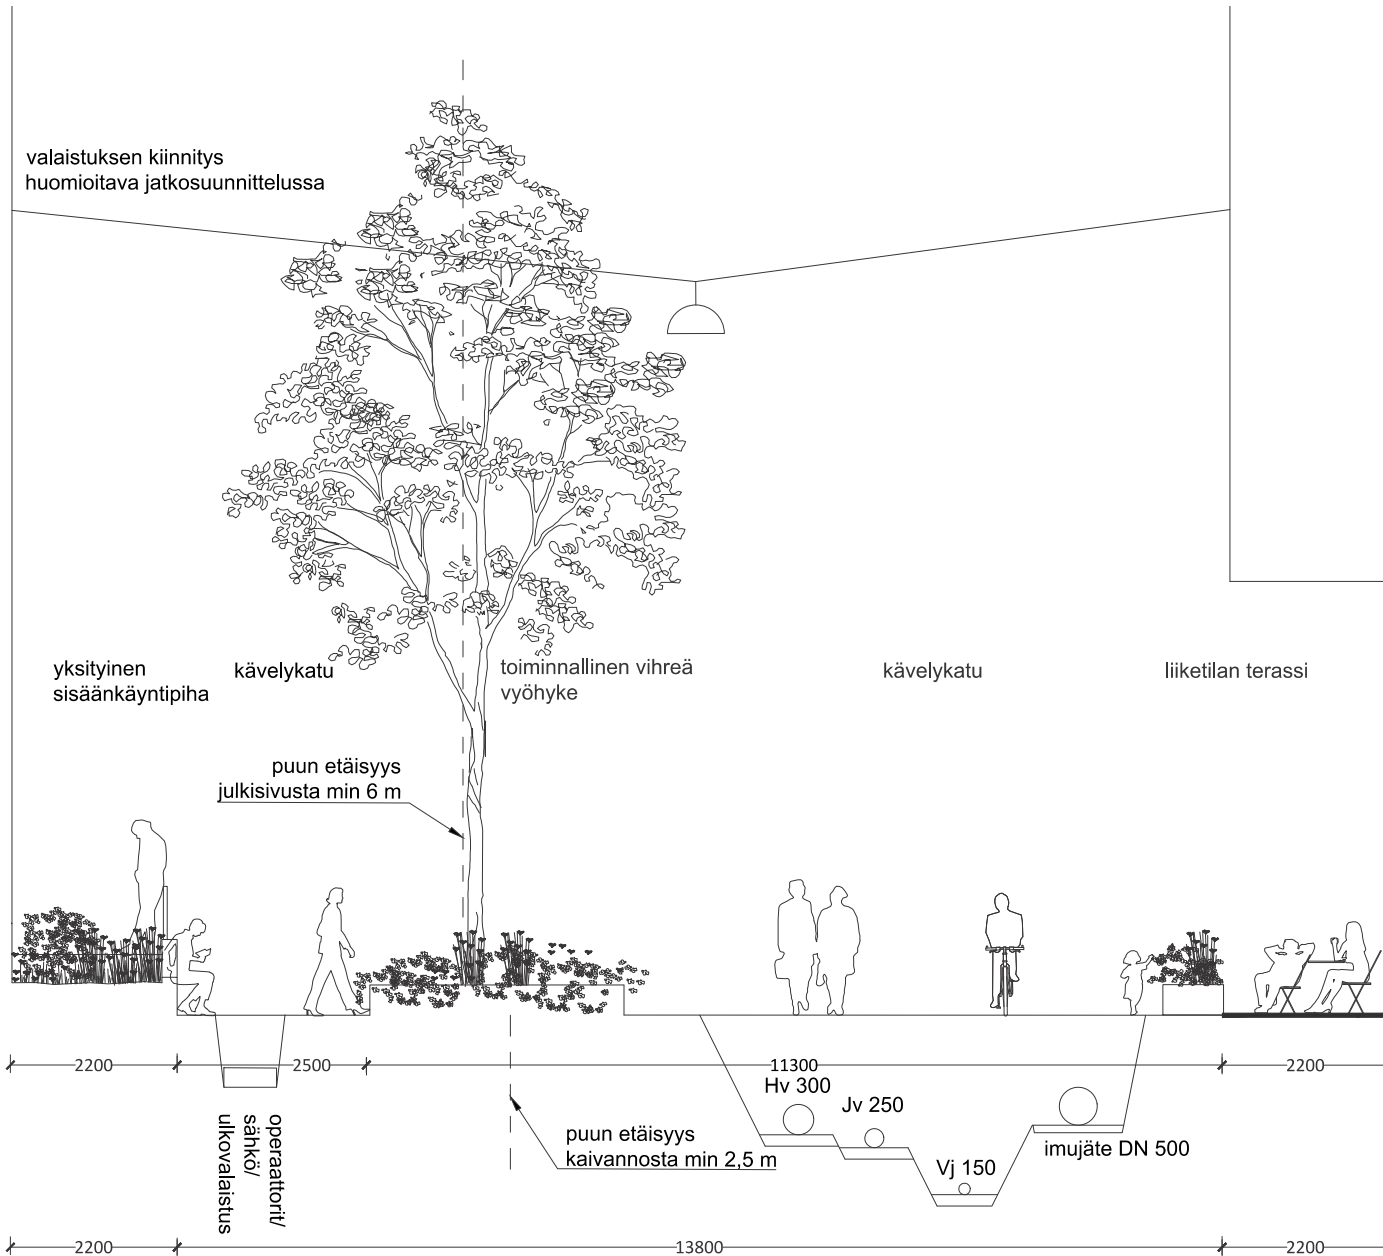 valaistuksen kiinnitys
huomioitava jatkosuunnittelussa
yksityinen
sisäänkäyntipiha
kävelykatu
toiminnallinen vihreä
vyöhyke
kävelykatu
liiketilan terassi
puun etäisyys
julkisivusta min 6 m
2200
2500
11300
2200
Hv 300
Jv 250
Vj 150
imujäte DN 500
operaattorit/
sähkö/
ulkovalaistus
puun etäisyys
kaivannosta min 2,5 m
2200
13800
2200